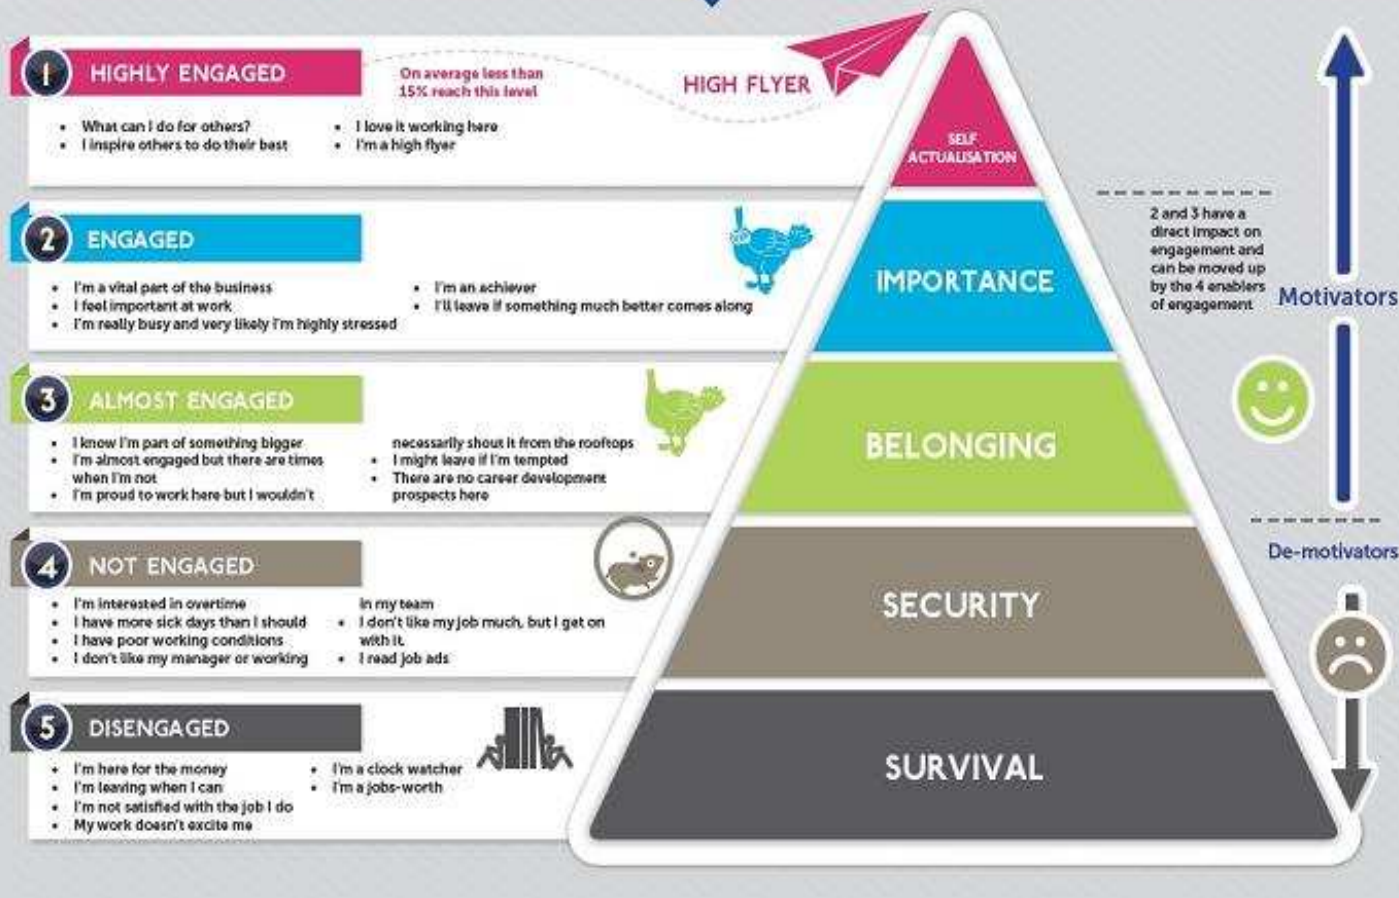 1 HIGHLY ENGAGED
On average less than
15% reach this level
HIGH FLYER
• What can I do for others?
• I inspire others to do their best
• I love it working here
• I'm a high flyer
SELF
ACTUALISATION
2 ENGAGED
• I'm a vital part of the business
• I feel important at work
• I'm really busy and very likely I'm highly stressed
• I'm an achiever
• I'll leave if something much better comes along
IMPORTANCE
2 and 3 have a
direct impact on
engagement and
can be moved up
by the 4 enablers
of engagement
Motivators
3 ALMOST ENGAGED
• I know I'm part of something bigger
• I'm almost engaged but there are times
when I'm not
• I'm proud to work here but I wouldn't
necessarily shout it from the rooftops
• I might leave if I'm tempted
• There are no career development
prospects here
BELONGING
De-motivators
4 NOT ENGAGED
• I'm interested in overtime
• I have more sick days than I should
• I have poor working conditions
• I don't like my manager or working
in my team
• I don't like my job much, but I get on
with it.
• I read job ads
SECURITY
5 DISENGAGED
• I'm here for the money
• I'm leaving when I can
• I'm not satisfied with the job I do
• My work doesn't excite me
• I'm a clock watcher
• I'm a jobs-worth
SURVIVAL